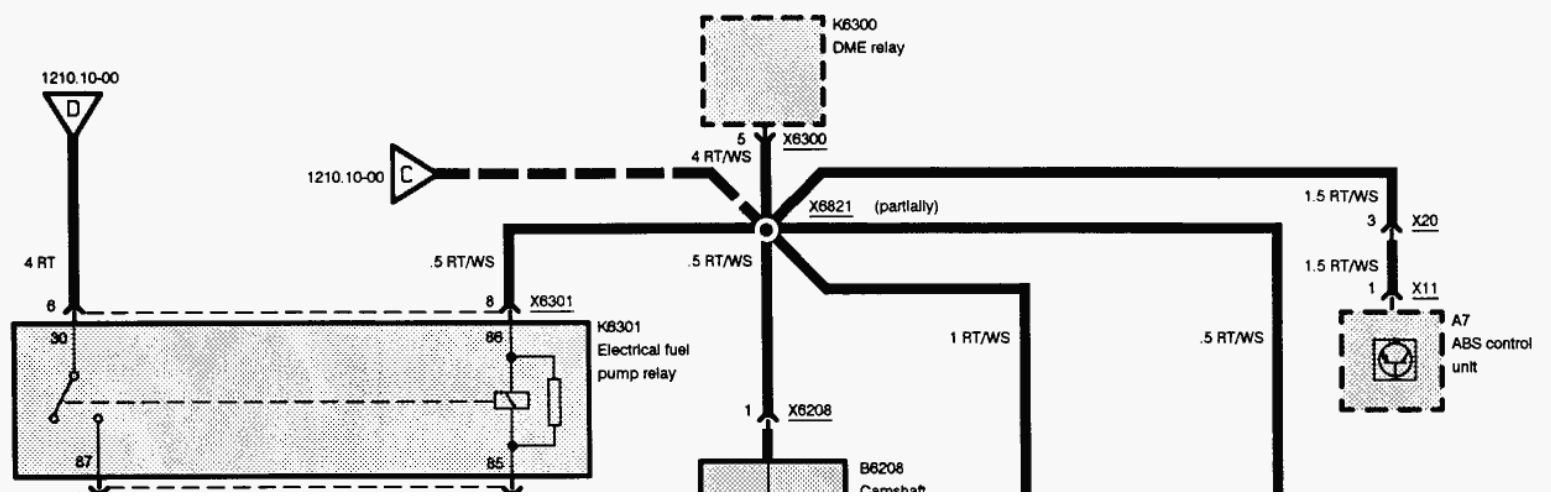 K6300
DME relay
1210.10-00
D
5 X6300
4 RT/WS
1210.10-00
C
X6821 (partially)
1.5 RT/WS
3 X20
4 RT
.5 RT/WS
.5 RT/WS
1.5 RT/WS
1 X11
6
8 X6301
30
86
K6301
Electrical fuel
pump relay
1 RT/WS
.5 RT/WS
A7
ABS control
unit
1 X6208
87
85
B6208
Camshaft